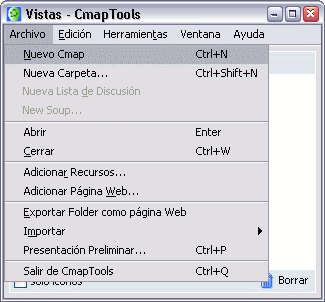 Vistas - CmapTools
Archivo Edición Herramientas Ventana Ayuda
Nuevo Cmap Ctrl+N
Nueva Carpeta... Ctrl+Shift+N
Nueva Lista de Discusión
New Soup...
Abrir Enter
Cerrar Ctrl+W
Adicionar Recursos...
Adicionar Página Web...
Exportar Folder como página Web
Importar
Presentación Preliminar... Ctrl+P
Salir de CmapTools Ctrl+Q
Sólo Iconos Borrar